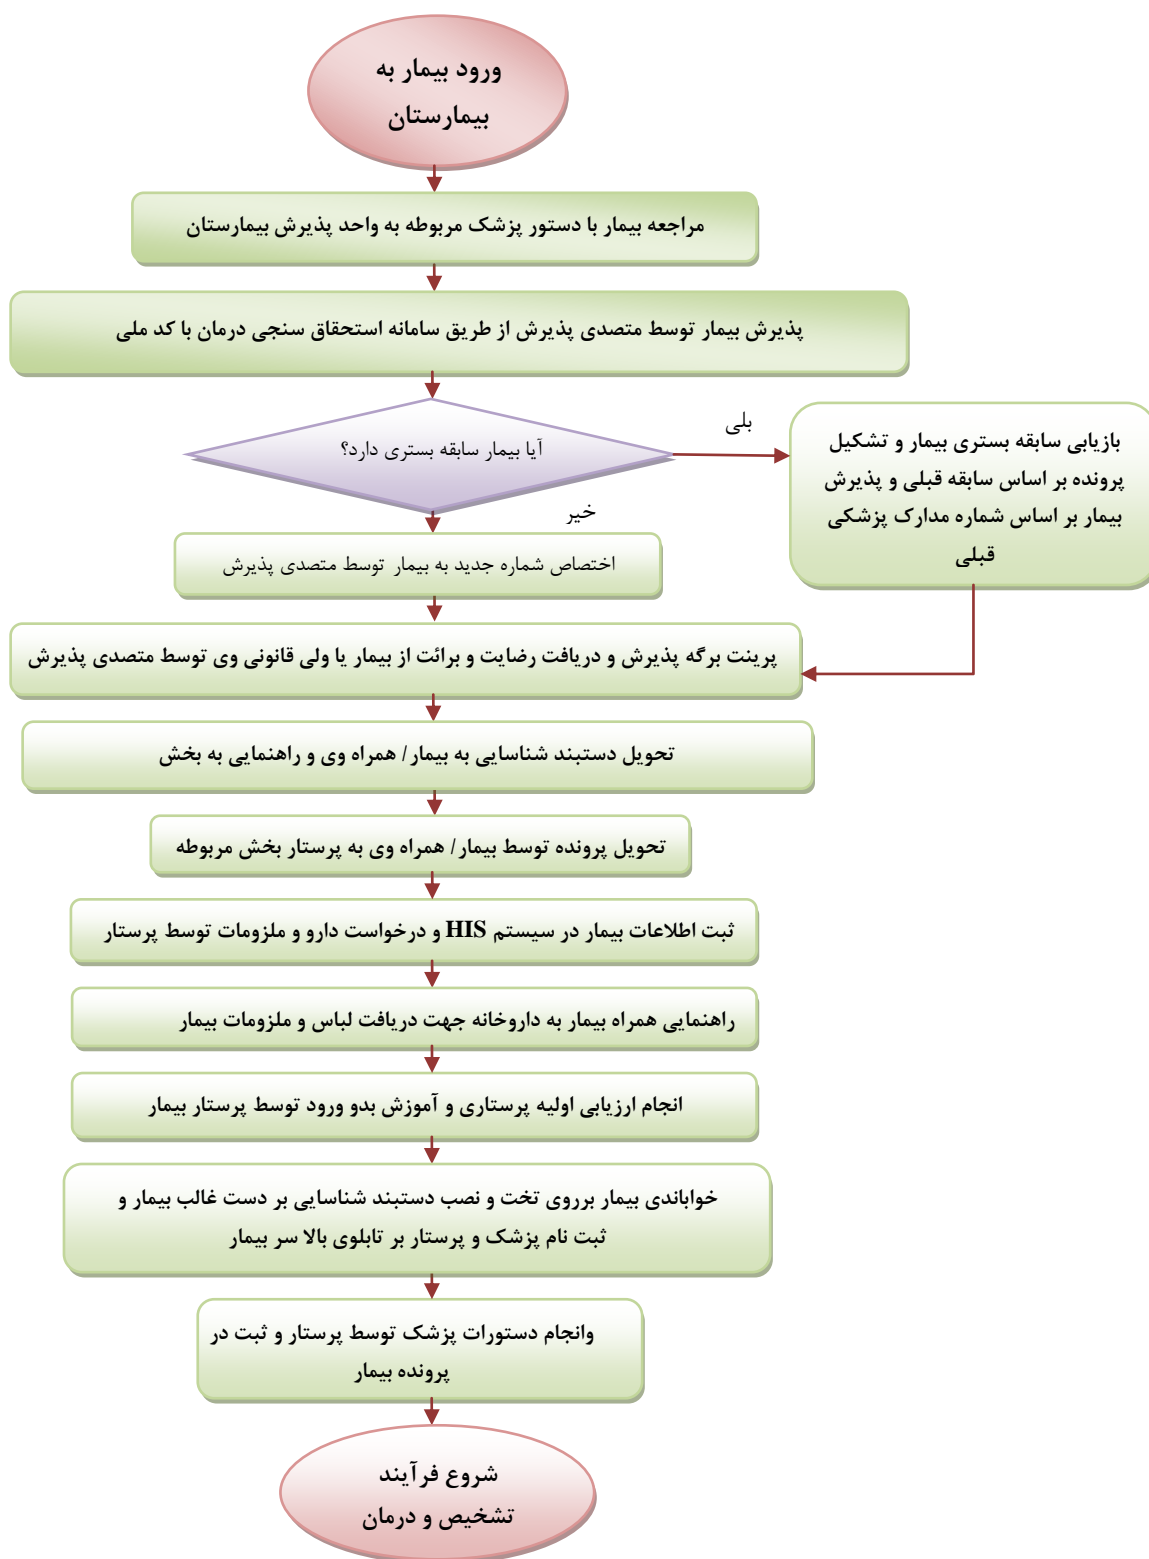 ورود بیمار به
بیمارستان
مراجعه بیمار با دستور پزشک مربوطه به واحد پذیرش بیمارستان
پذیرش بیمار توسط متصدی پذیرش از طریق سامانه استحقاق سنجی درمان با کد ملی
آیا بیمار سابقه بستری دارد؟
بلی
بازیابی سابقه بستری بیمار و تشکیل
پرونده بر اساس سابقه قبلی و پذیرش
بیمار بر اساس شماره مدارک پزشکی
قبلی
خیر
اختصاص شماره جدید به بیمار توسط متصدی پذیرش
پرینت برگه پذیرش و دریافت رضایت و برائت از بیمار یا ولی قانونی وی توسط متصدی پذیرش
تحویل دستبند شناسایی به بیمار/ همراه وی و راهنمایی به بخش
تحویل پرونده توسط بیمار/ همراه وی به پرستار بخش مربوطه
ثبت اطلاعات بیمار در سیستم HIS و درخواست دارو و ملزومات توسط پرستار
راهنمایی همراه بیمار به داروخانه جهت دریافت لباس و ملزومات بیمار
انجام ارزیابی اولیه پرستاری و آموزش بدو ورود توسط پرستار بیمار
خواباندی بیمار برروی تخت و نصب دستبند شناسایی بر دست غالب بیمار و
ثبت نام پزشک و پرستار بر تابلوی بالا سر بیمار
وانجام دستورات پزشک توسط پرستار و ثبت در
پرونده بیمار
شروع فرآیند
تشخیص و درمان